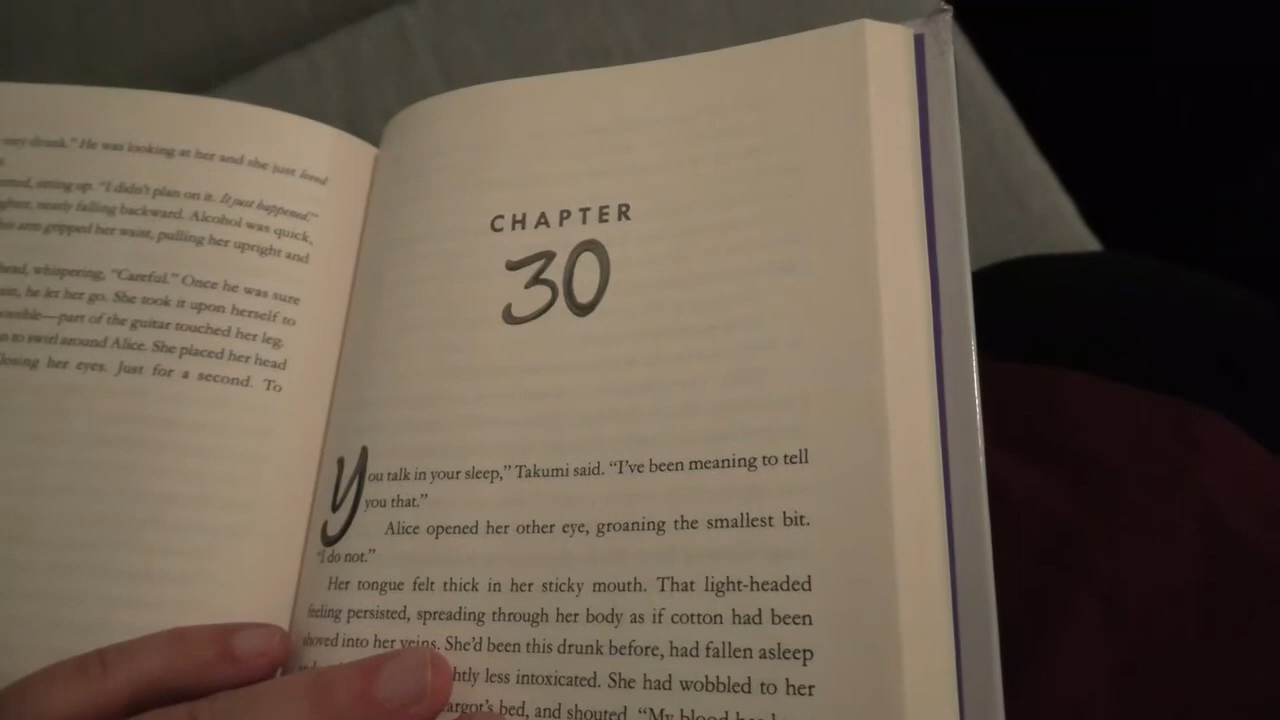 very drunk." He was looking at her and she just loved
sitting up. "I didn't plan on it. It just happened."
nearly falling backward. Alcohol was quick,
his arm gripped her waist, pulling her upright and
head, whispering, "Careful." Once he was sure
he let her go. She took it upon herself to
part of the guitar touched her leg,
to swirl around Alice. She placed her head
losing her eyes. Just for a second. To
CHAPTER
30
You talk in your sleep," Takumi said. "I've been meaning to tell
you that."
Alice opened her other eye, groaning the smallest bit.
"I do not."
Her tongue felt thick in her sticky mouth. That light-headed
feeling persisted, spreading through her body as if cotton had been
shoved into her veins. She'd been this drunk before, had fallen asleep
htly less intoxicated. She had wobbled to her
argot's bed, and shouted, "My blood